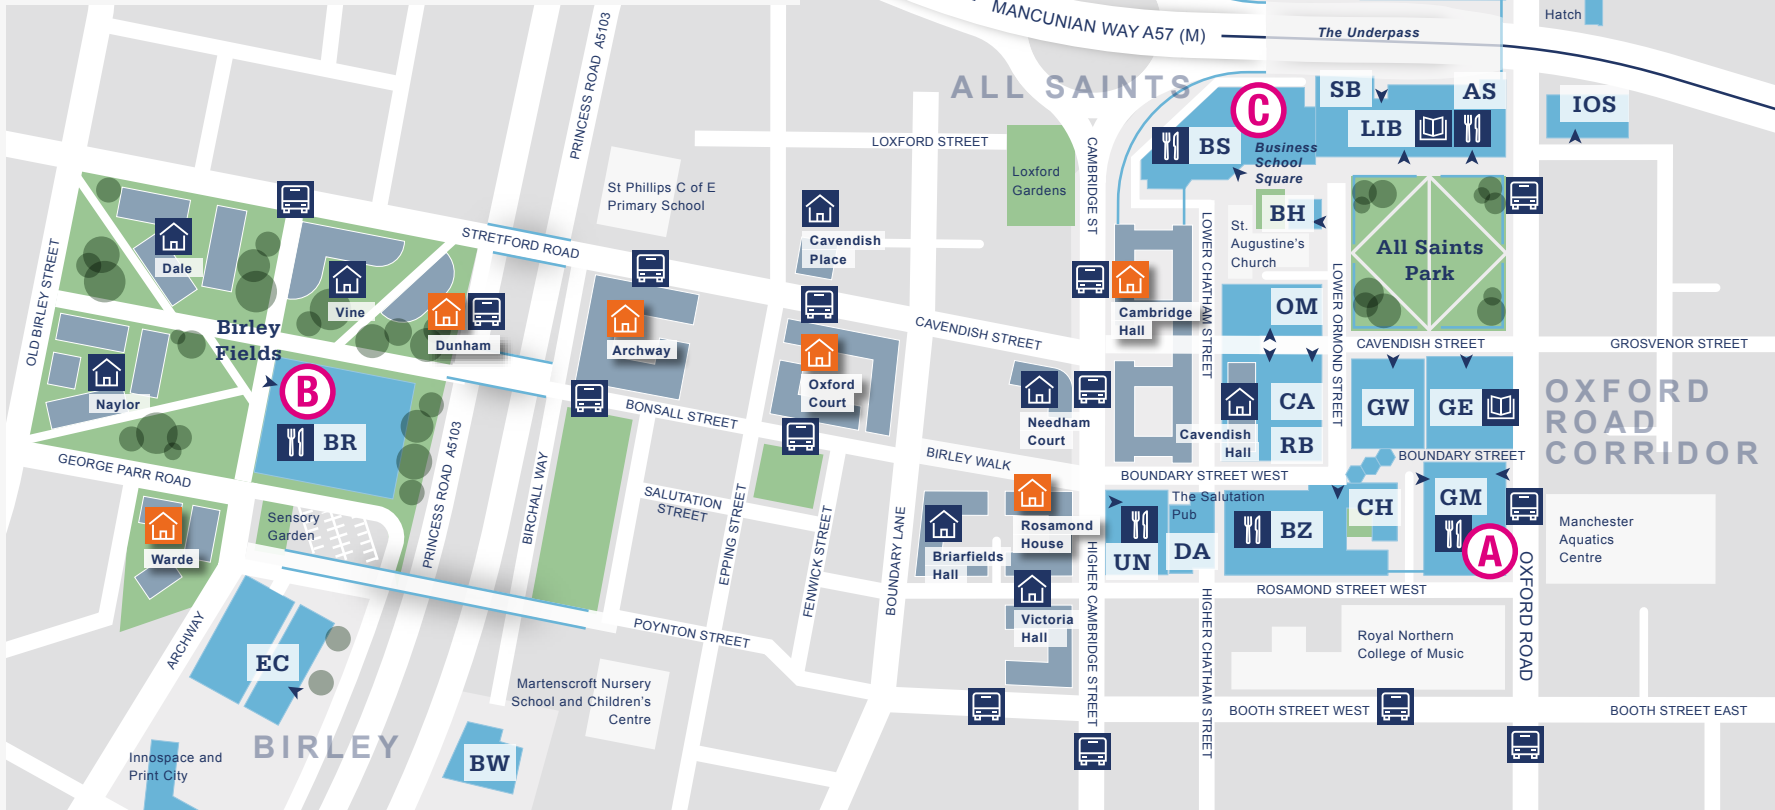 MANCUNIAN WAY A57 (M)
The Underpass
Hatch
ALL SAINTS
PRINCESS ROAD A5103
SB
AS
IOS
C
LIB
BS
Business
School
Square
LOXFORD STREET
CAMBRIDGE ST
Loxford
Gardens
St Phillips C of E
Primary School
Cavendish
Place
STRETFORD ROAD
OLD BIRLEY STREET
Dale
Vine
Dunham
Birley
Fields
Naylor
B
BR
Archway
Oxford
Court
CAVENDISH STREET
LOWER CHATHAM STREET
St.
Augustine's
Church
BH
All Saints
Park
LOWER ORMOND STREET
Cambridge
Hall
OM
CAVENDISH STREET
GROSVENOR STREET
OXFORD
ROAD
CORRIDOR
GW
GE
CA
RB
Cavendish
Hall
Needham
Court
BONSALL STREET
BIRLEY WALK
BOUNDARY STREET WEST
BOUNDARY STREET
GEORGE PARR ROAD
PRINCESS ROAD A5103
BIRCHALL WAY
SALUTATION
STREET
EPPING STREET
FENWICK STREET
BOUNDARY LANE
Sensory
Garden
Warde
Briarfields
Hall
Rosamond
House
Victoria
Hall
The Salutation
Pub
UN
DA
BZ
CH
GM
A
Manchester
Aquatics
Centre
HIGHER CAMBRIDGE STREET
HIGHER CHATHAM STREET
ROSAMOND STREET WEST
OXFORD ROAD
Royal Northern
College of Music
ARCHWAY
EC
POYNTON STREET
Martenscroft Nursery
School and Children's
Centre
BOOTH STREET WEST
BOOTH STREET EAST
BIRLEY
BW
Innospace and
Print City